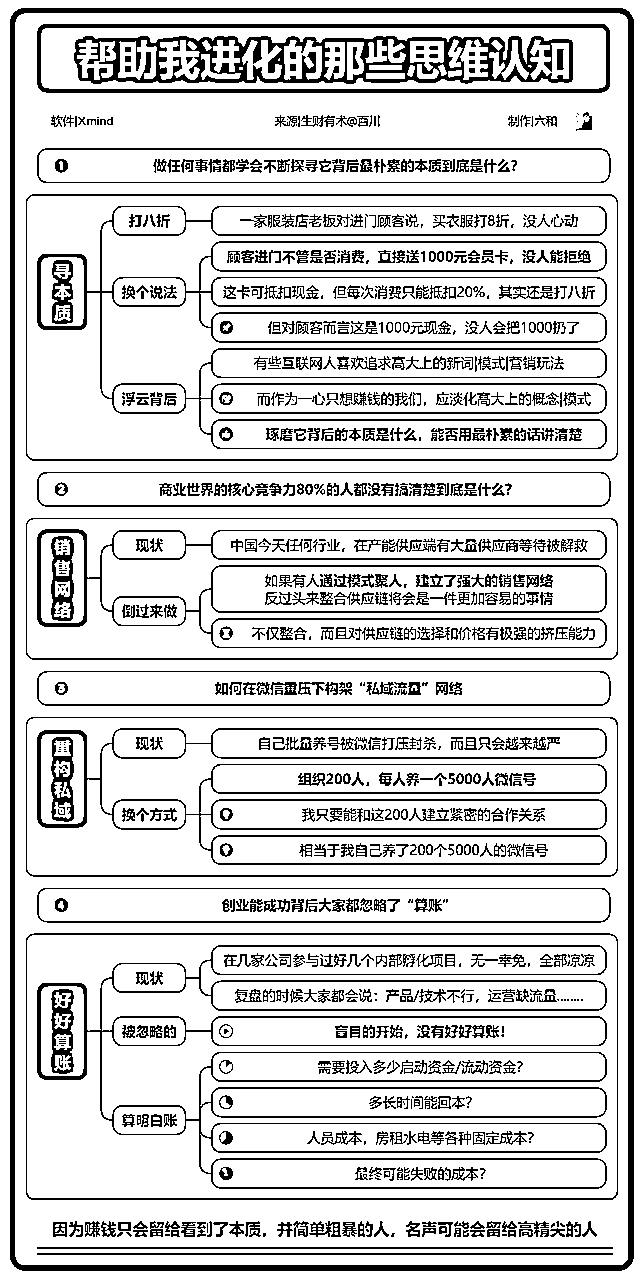 帮助我进化的那些思维认知
软件|Xmind
来源|生财有术@百川
制作|六和
1 做任何事情都学会不断探寻它背后最朴素的本质到底是什么?
寻本质
打八折
一家服装店老板对进门顾客说,买衣服打8折,没人心动
换个说法
顾客进门不管是否消费,直接送1000元会员卡,没人能拒绝
这卡可抵扣现金,但每次消费只能抵扣20%,其实还是打八折
但对顾客而言这是1000元现金,没人会把1000扔了
浮云背后
有些互联网人喜欢追求高大上的新词|模式|营销玩法
而作为一心只想赚钱的我们,应淡化高大上的概念|模式
琢磨它背后的本质是什么,能否用最朴素的话讲清楚
2 商业世界的核心竞争力80%的人都没有搞清楚到底是什么?
销售网络
现状
中国今天任何行业,在产能供应端有大量供应商等待被解救
倒过来做
如果有人通过模式聚人,建立了强大的销售网络
反过头来整合供应链将会是一件更加容易的事情
不仅整合,而且对供应链的选择和价格有极强的挤压能力
3 如何在微信重压下构架“私域流量”网络
重构私域
现状
自己批量养号被微信打压封杀,而且只会越来越严
换个方式
组织200人,每人养一个5000人微信号
我只要能和这200人建立紧密的合作关系
相当于我自己养了200个5000人的微信号
4 创业能成功背后大家都忽略了“算账”
好好算账
现状
在几家公司参与过好几个内部孵化项目,无一幸免,全部凉凉
复盘的时候大家都会说:产品/技术不行,运营缺流量........
被忽略的
盲目的开始,没有好好算账!
算明白账
需要投入多少启动资金/流动资金?
多长时间能回本?
人员成本,房租水电等各种固定成本?
最终可能失败的成本?
因为赚钱只会留给看到了本质,并简单粗暴的人,名声可能会留给高精尖的人